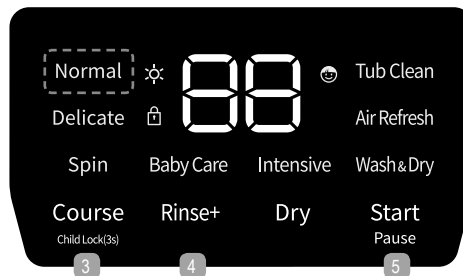 Normal 88 Tub Clean
Delicate Air Refresh
Spin Baby Care Intensive Wash&Dry
Course Rinse+ Dry Start
Child Lock(3s) Pause
3 4 5